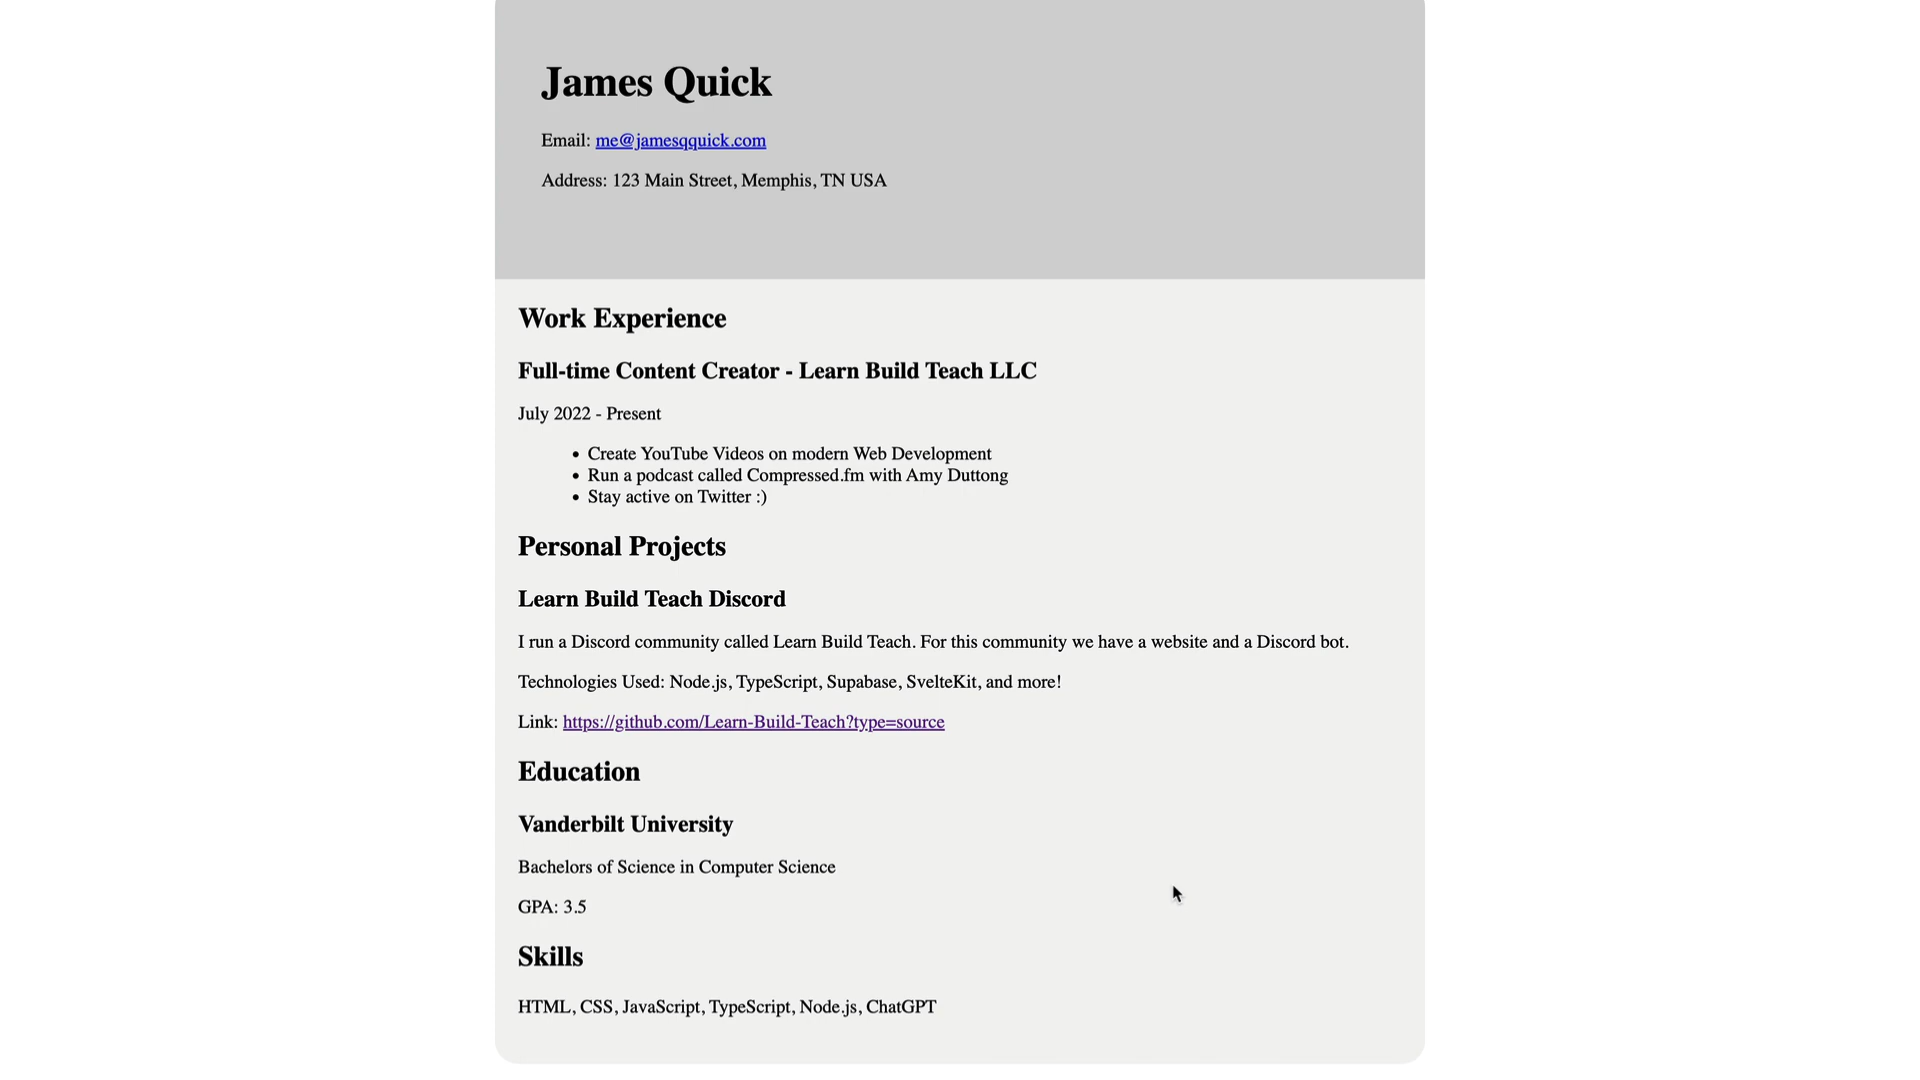 James Quick
Email: me@jamesqquick.com
Address: 123 Main Street, Memphis, TN USA
Work Experience
Full-time Content Creator - Learn Build Teach LLC
July 2022 - Present
• Create YouTube Videos on modern Web Development
• Run a podcast called Compressed.fm with Amy Duttong
• Stay active on Twitter :)
Personal Projects
Learn Build Teach Discord
I run a Discord community called Learn Build Teach. For this community we have a website and a Discord bot.
Technologies Used: Node.js, TypeScript, Supabase, SvelteKit, and more!
Link: https://github.com/Learn-Build-Teach?type=source
Education
Vanderbilt University
Bachelors of Science in Computer Science
GPA: 3.5
Skills
HTML, CSS, JavaScript, TypeScript, Node.js, ChatGPT